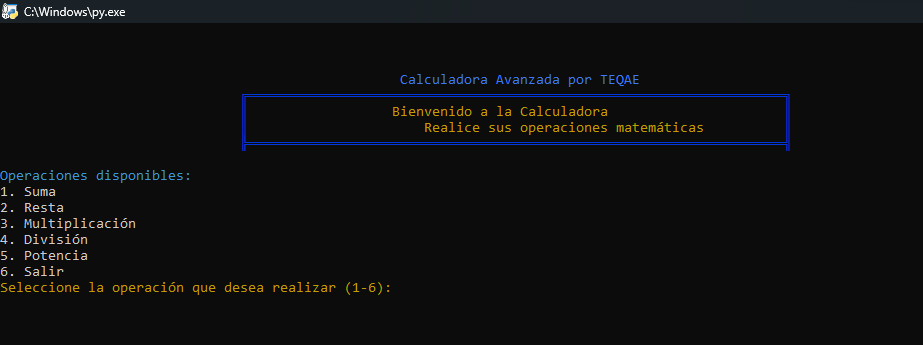 C:\Windows\py.exe
Calculadora Avanzada por TEQAE
Bienvenido a la Calculadora
Realice sus operaciones matemáticas
Operaciones disponibles:
1. Suma
2. Resta
3. Multiplicación
4. División
5. Potencia
6. Salir
Seleccione la operación que desea realizar (1-6):